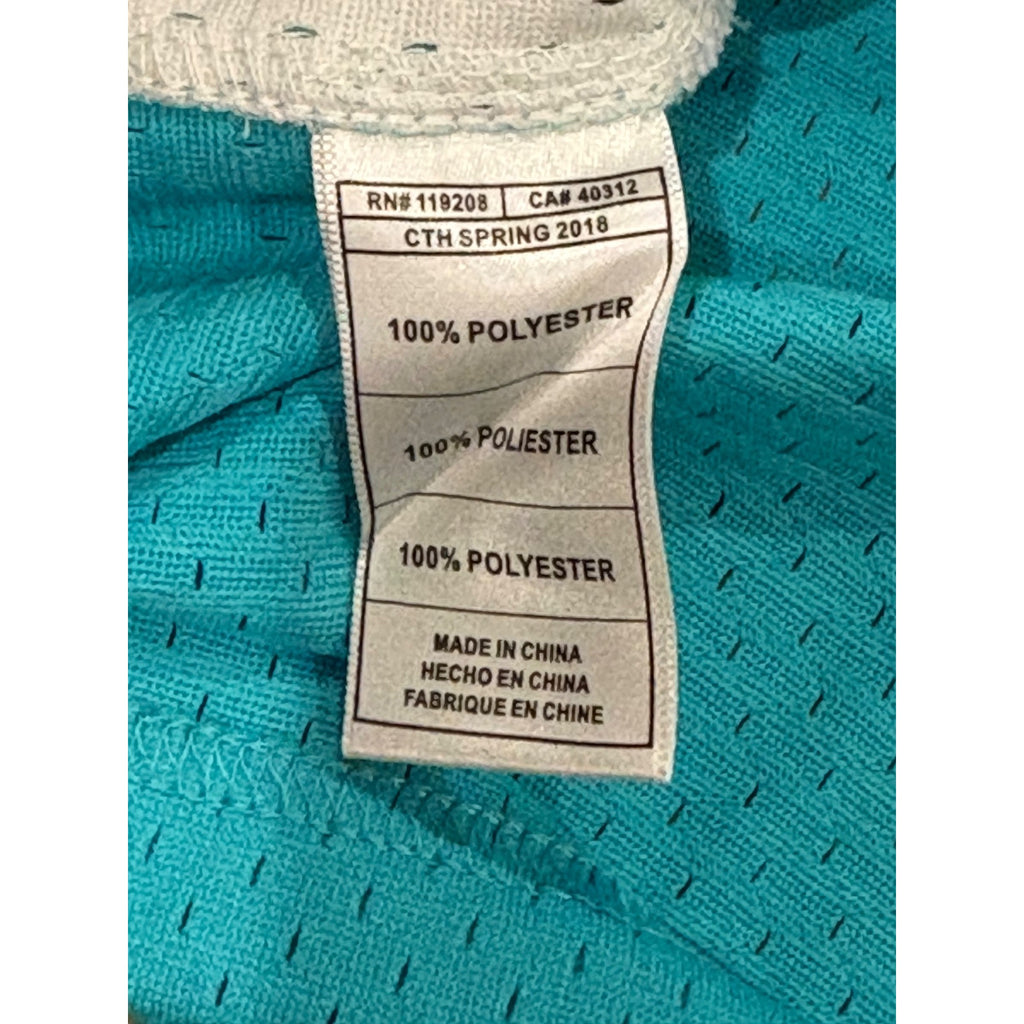 RN# 119208 CA# 40312
CTH SPRING 2018
100% POLYESTER
100% POLIESTER
100% POLYESTER
MADE IN CHINA
HECHO EN CHINA
FABRIQUE EN CHINE